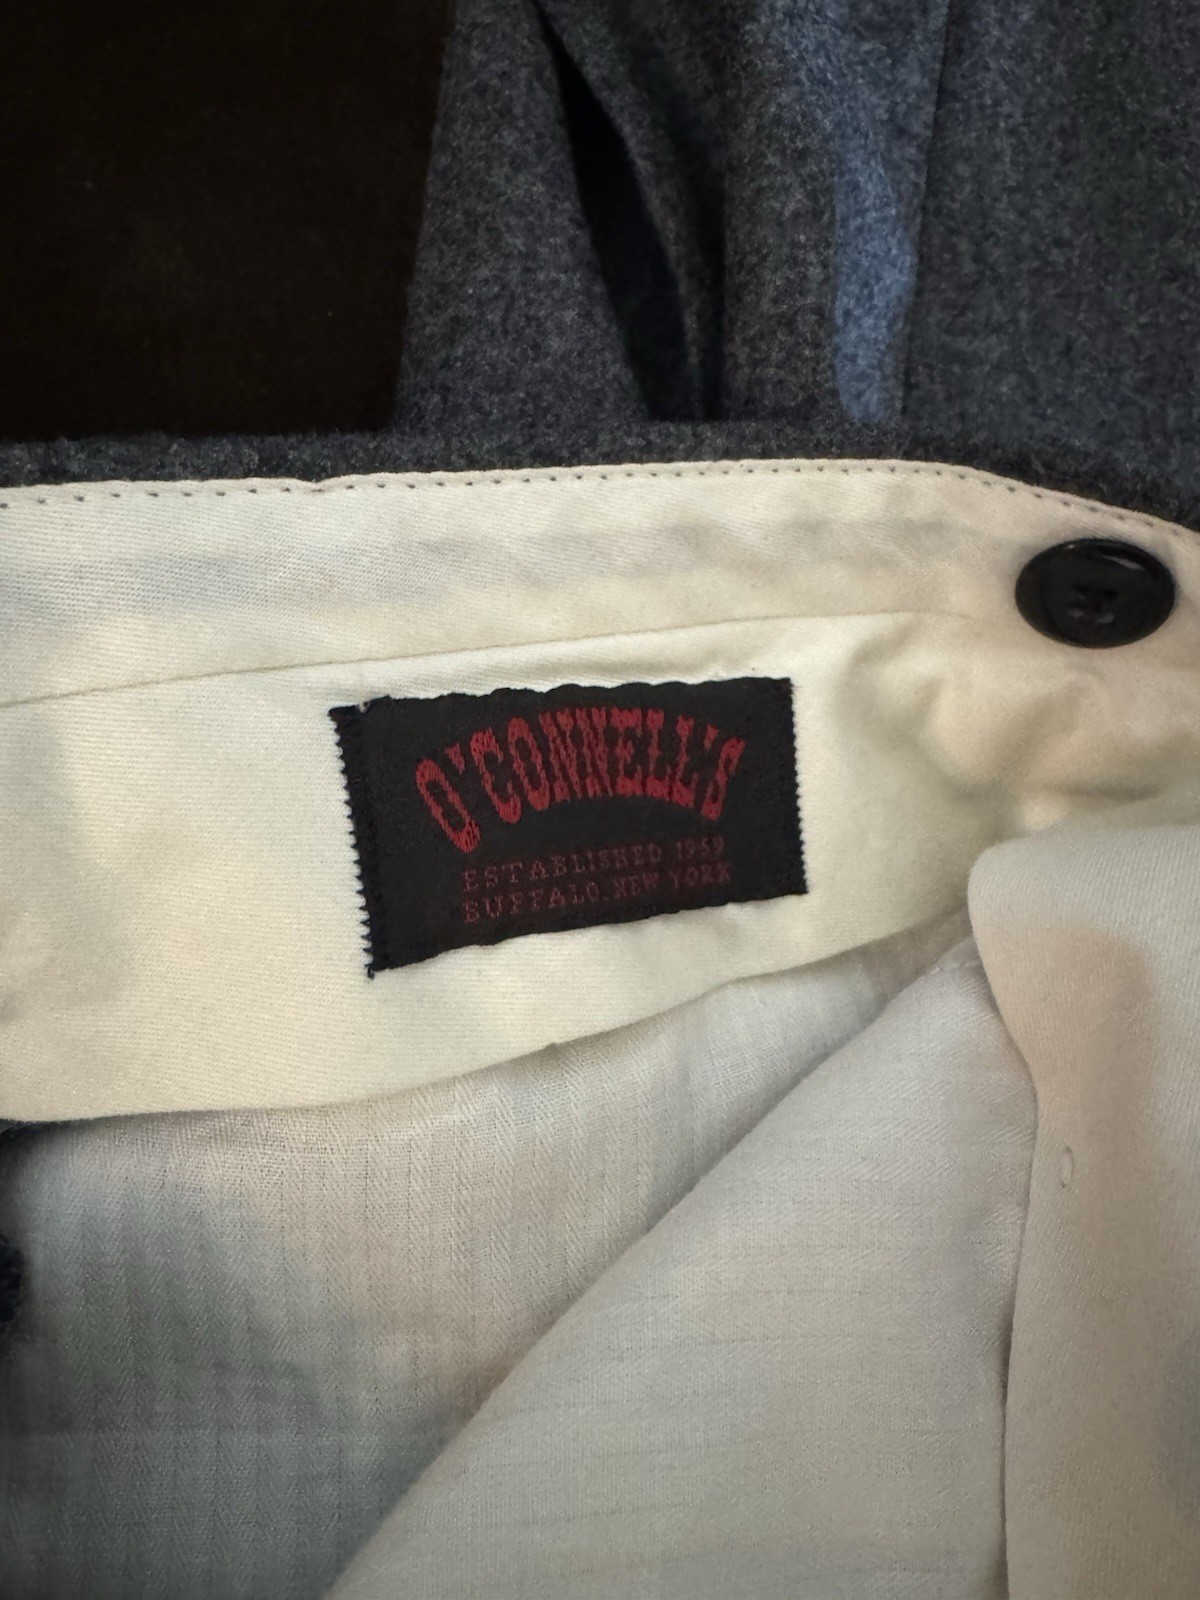 O'CONNELL'S
ESTABLISHED 1959
BUFFALO. NEW YORK